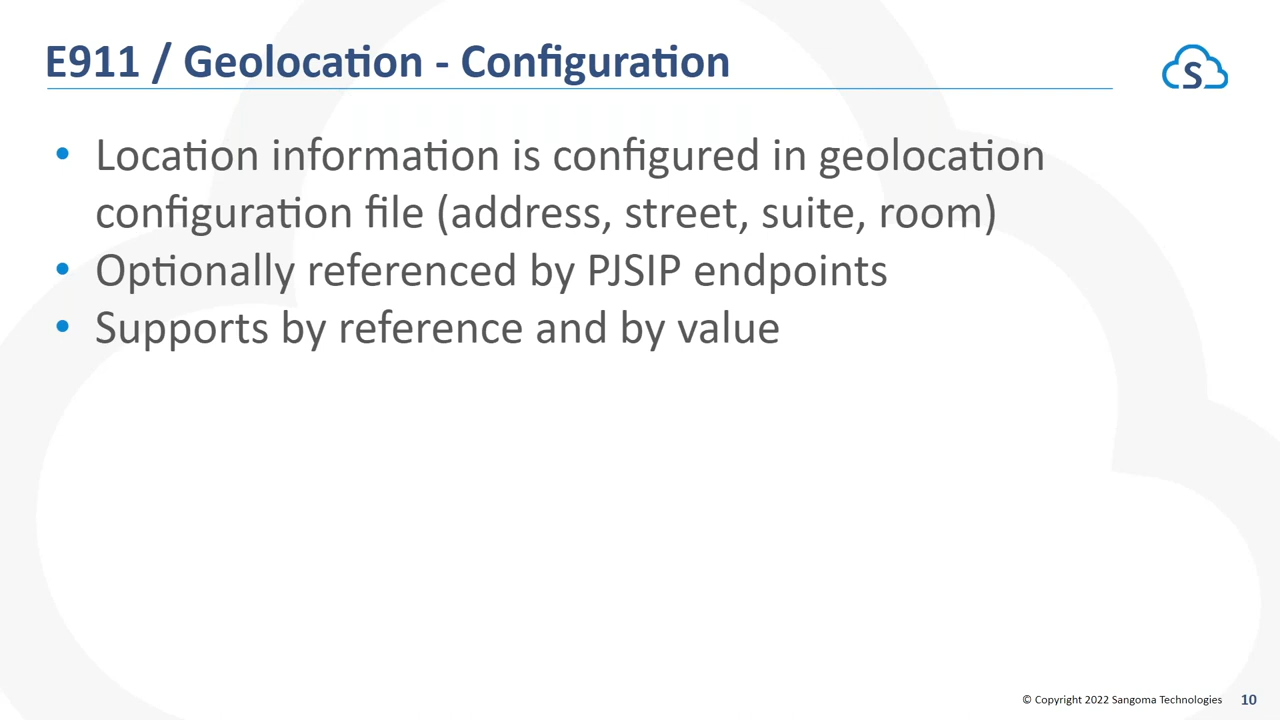 E911 / Geolocation - Configuration
S
• Location information is configured in geolocation
configuration file (address, street, suite, room)
• Optionally referenced by PJSIP endpoints
• Supports by reference and by value
© Copyright 2022 Sangoma Technologies 10